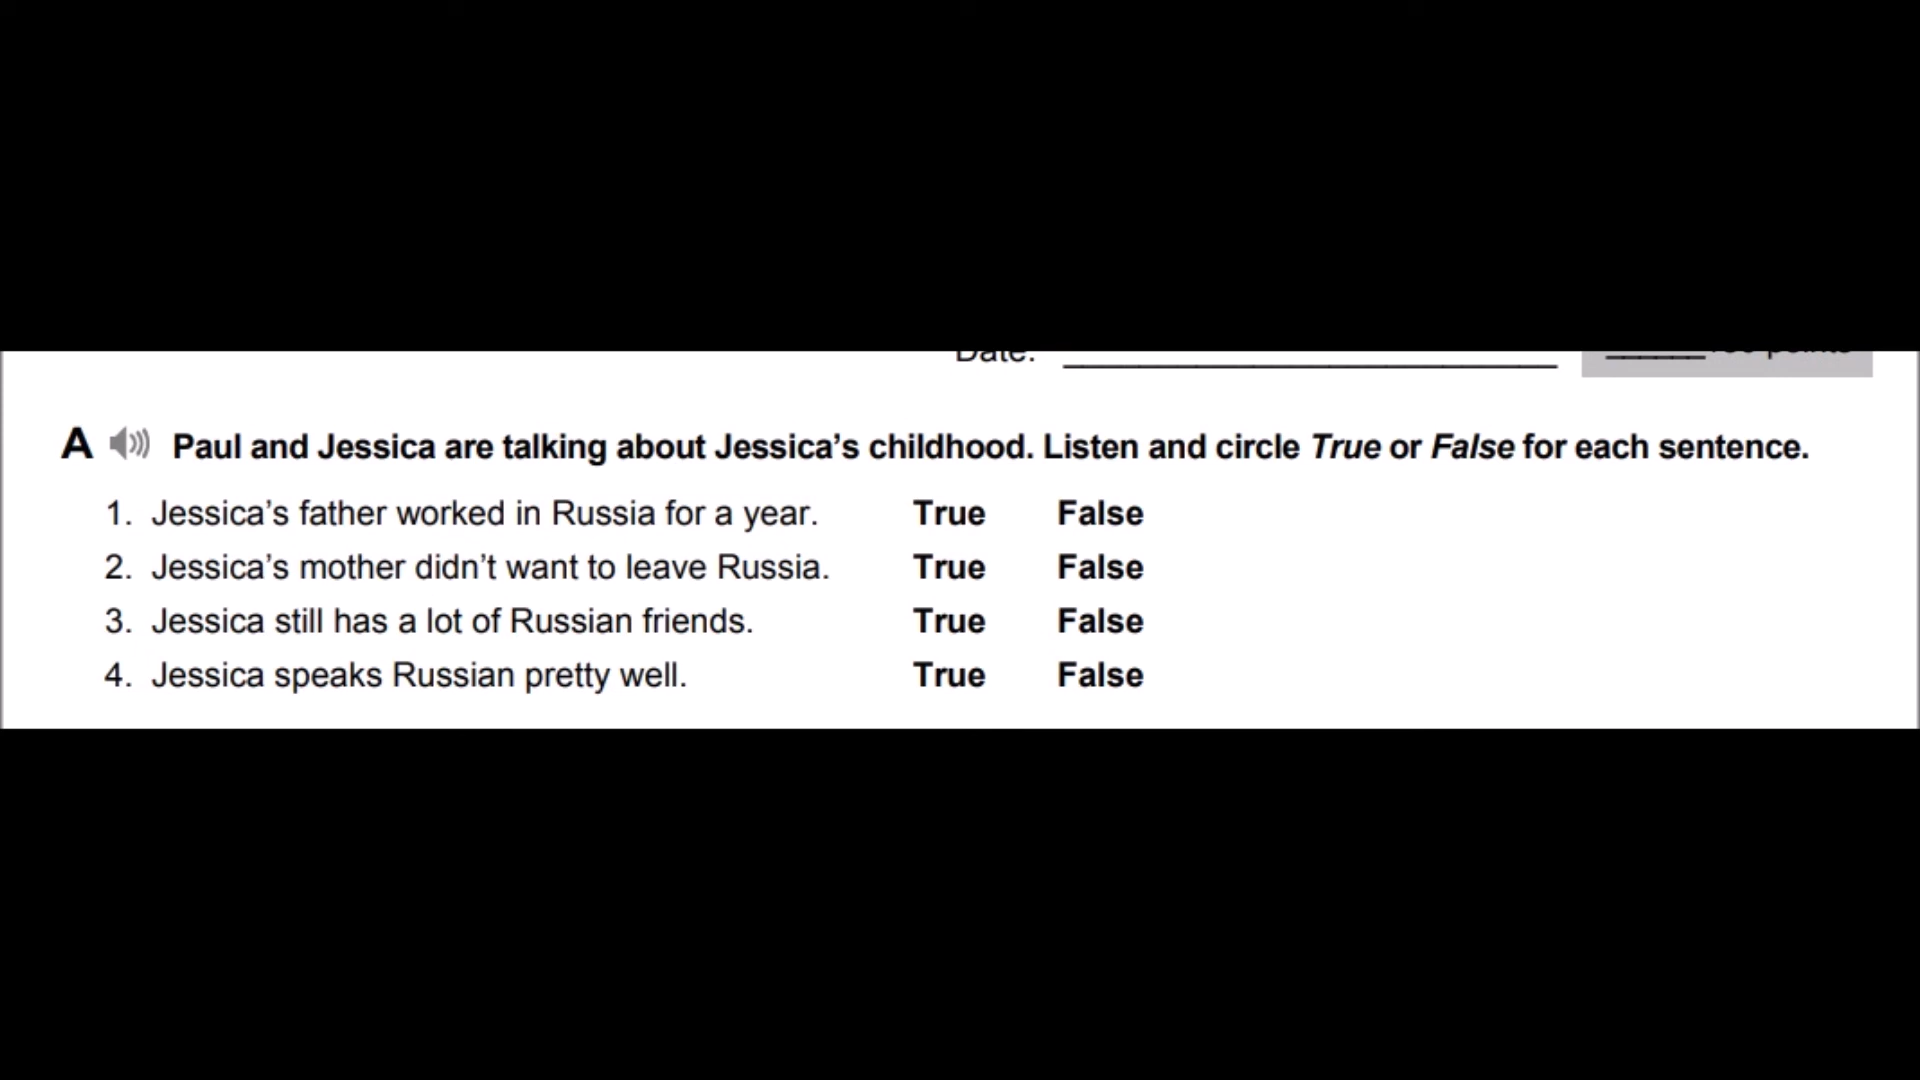 Date:
A Paul and Jessica are talking about Jessica’s childhood. Listen and circle True or False for each sentence.
1. Jessica’s father worked in Russia for a year. True False
2. Jessica’s mother didn’t want to leave Russia. True False
3. Jessica still has a lot of Russian friends. True False
4. Jessica speaks Russian pretty well. True False